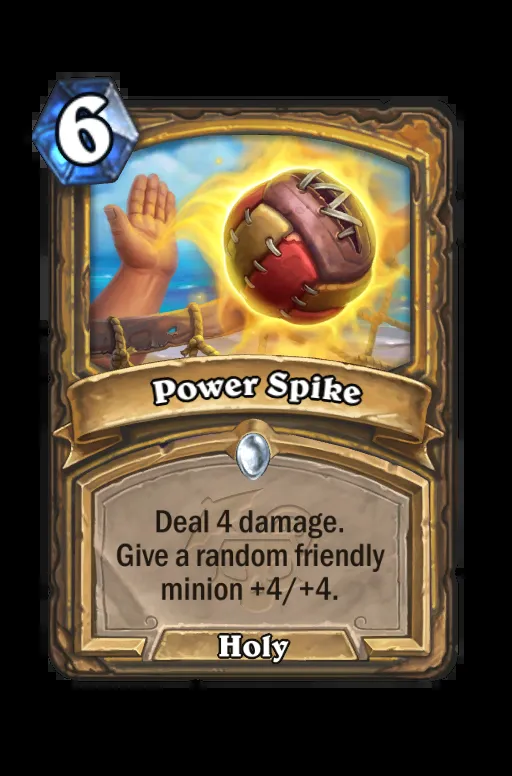 6
Power Spike
Deal 4 damage.
Give a random friendly
minion +4/+4.
Holy